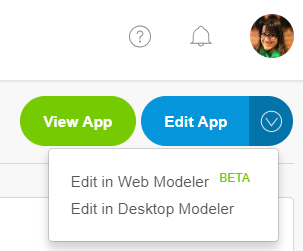 View App Edit App
Edit in Web Modeler BETA
Edit in Desktop Modeler